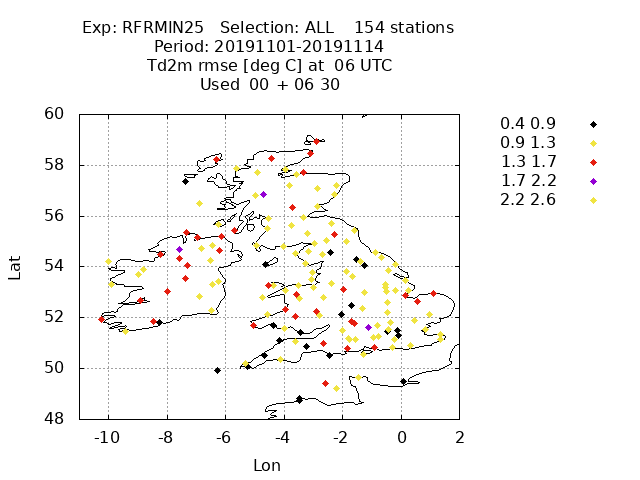 Exp: RFRMIN25 Selection: ALL 154 stations
Period: 20191101-20191114
Td2m rmse [deg C] at 06 UTC
Used 00 + 06 30
0.4 0.9
0.9 1.3
1.3 1.7
1.7 2.2
2.2 2.6
60
58
56
54
52
50
48
Lat
-10 -8 -6 -4 -2 0 2
Lon